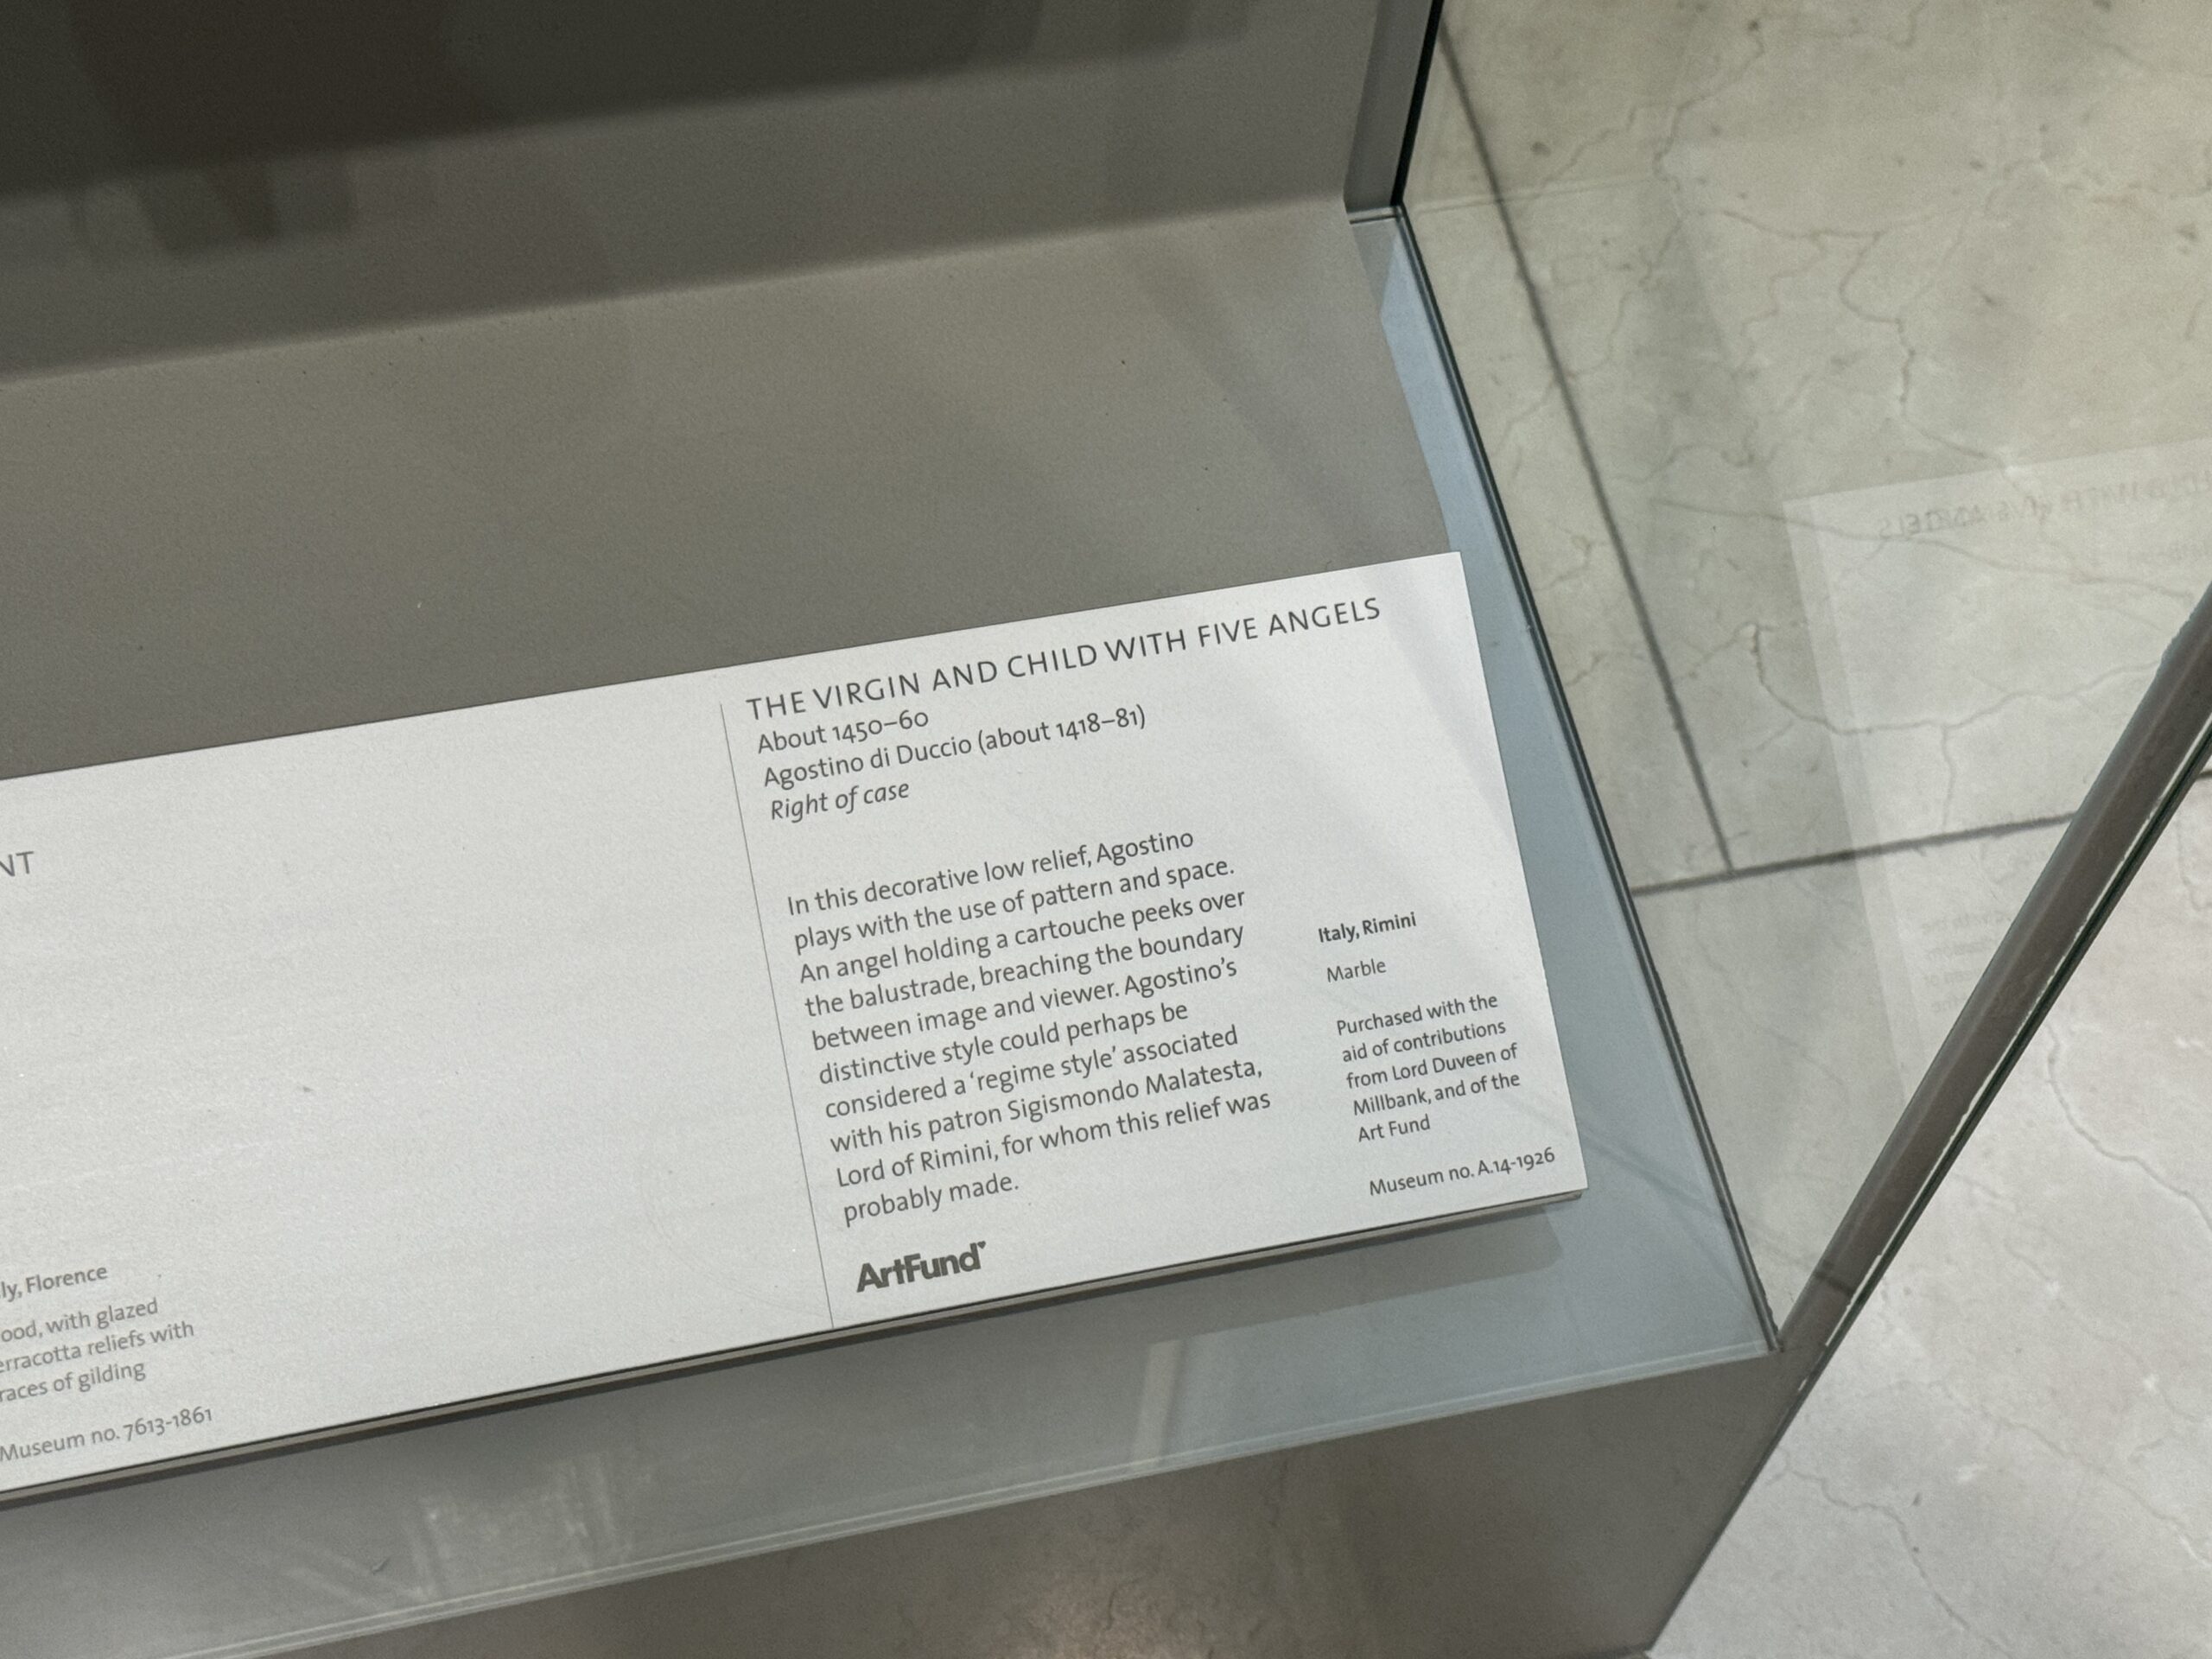 NT
ly, Florence
ood, with glazed
erracotta reliefs with
races of gilding
Museum no. 7613-1861
THE VIRGIN AND CHILD WITH FIVE ANGELS
About 1450–60
Agostino di Duccio (about 1418–81)
Right of case
In this decorative low relief, Agostino
plays with the use of pattern and space.
An angel holding a cartouche peeks over
the balustrade, breaching the boundary
between image and viewer. Agostino’s
distinctive style could perhaps be
considered a ‘regime style’ associated
with his patron Sigismondo Malatesta,
Lord of Rimini, for whom this relief was
probably made.
ArtFund
Italy, Rimini
Marble
Purchased with the
aid of contributions
from Lord Duveen of
Millbank, and of the
Art Fund
Museum no. A.14-1926